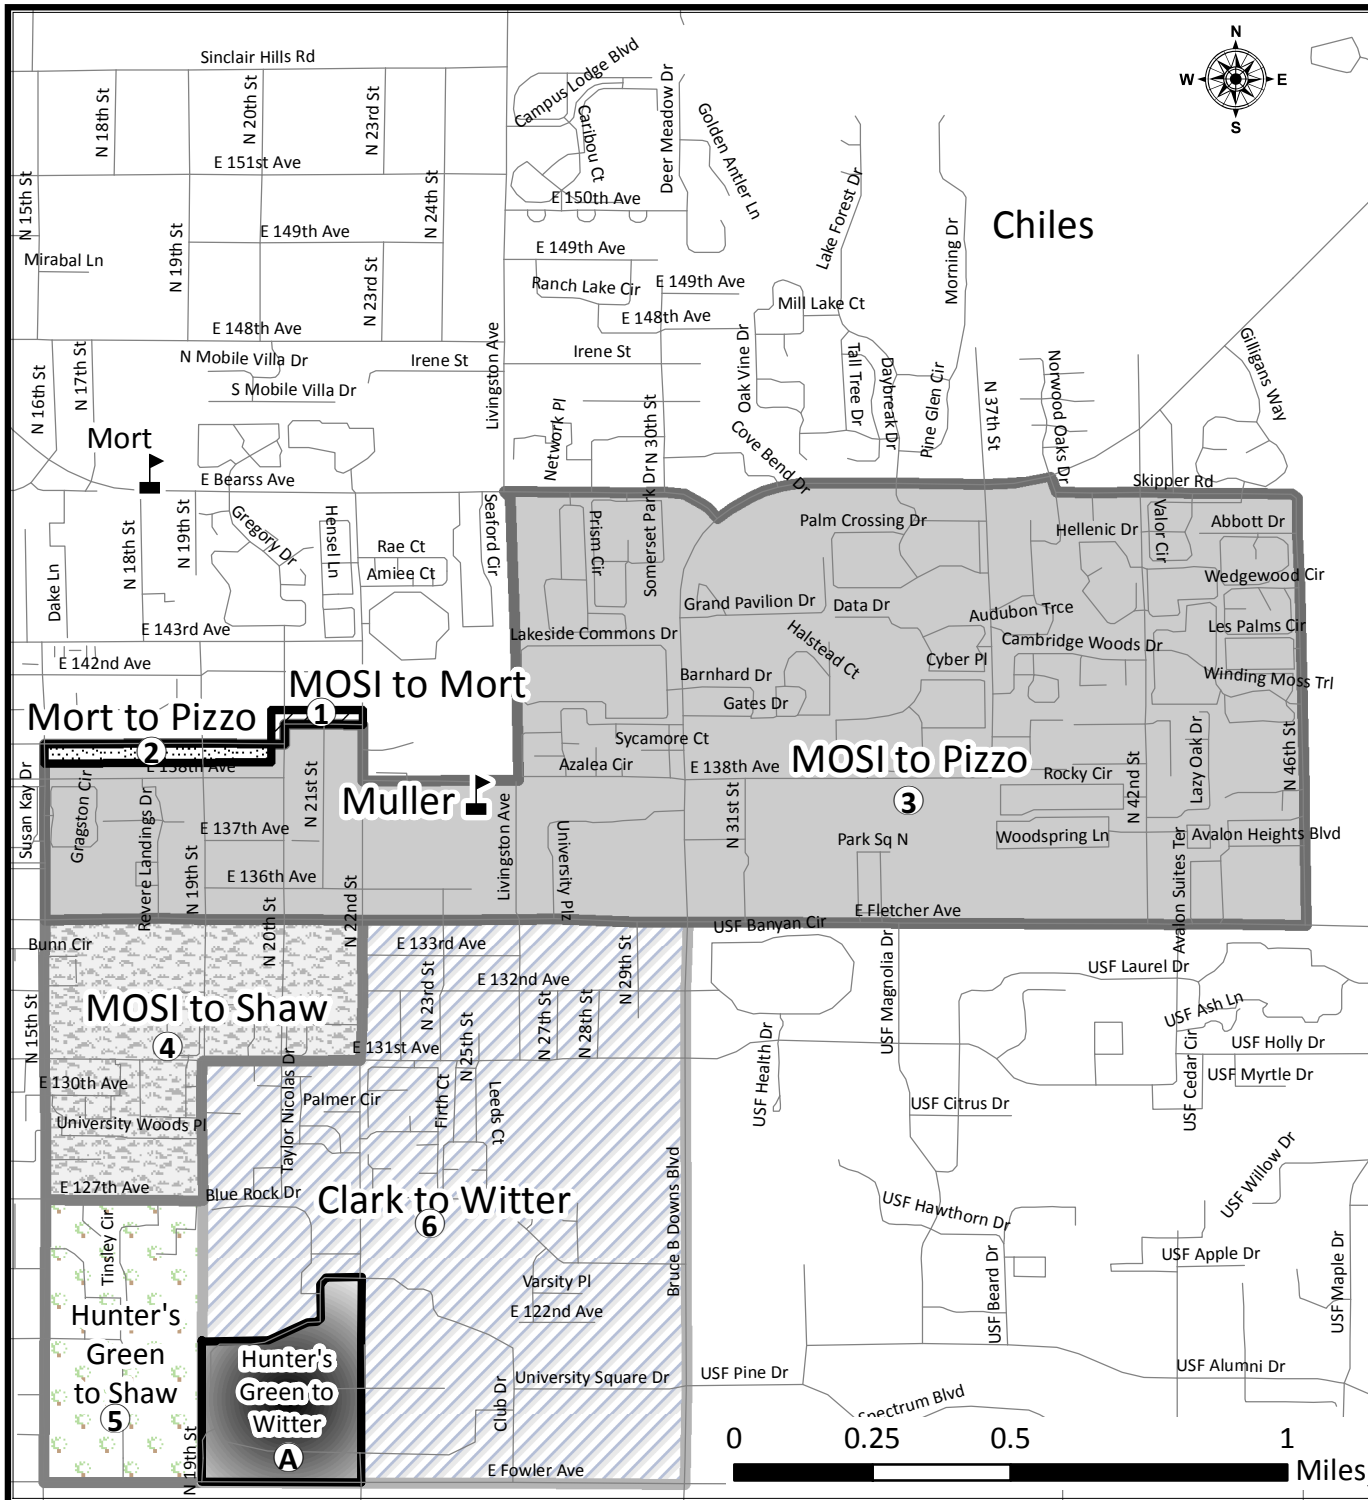 Sinclair Hills Rd
Campus Lodge Blvd
Caribou Ct
Deer Meadow Dr
Golden Antler Ln
N
W
E
S
N 18th St
N 20th St
N 23rd St
E 151st Ave
N 15th St
N 24th St
E 150th Ave
N 19th St
E 149th Ave
E 149th Ave
Lake Forest Dr
Morning Dr
Chiles
Mirabal Ln
N 23rd St
Ranch Lake Cir
E 149th Ave
Mill Lake Ct
E 148th Ave
E 148th Ave
N 16th St
N 17th St
N Mobile Villa Dr
Irene St
Livingston Ave
Irene St
Oak Vine Dr
Tall Tree Dr
Daybreak Dr
Pine Glen Cir
N 37th St
Norwood Oaks Dr
Gilligans Way
S Mobile Villa Dr
Mort
Network Pl
N 30th St
Cove Bend Dr
E Bearss Ave
Skipper Rd
N 18th St
N 19th St
Gregory Dr
Hensel Ln
Seaford Cir
Prism Cir
Somerset Park Dr
Palm Crossing Dr
Hellenic Dr
Valor Cir
Abbott Dr
Rae Ct
Amiee Ct
Dake Ln
Wedgewood Cir
Grand Pavilion Dr
Data Dr
Audubon Trce
E 143rd Ave
Lakeside Commons Dr
Halstead Ct
Cambridge Woods Dr
Les Palms Cir
E 142nd Ave
Cyber Pl
MOSI to Mort
1
Barnhard Dr
Winding Moss Trl
Gates Dr
Mort to Pizzo
2
Sycamore Ct
E 138th Ave
Azalea Cir
E 138th Ave
MOSI to Pizzo
3
Rocky Cir
N 42nd St
Lazy Oak Dr
N 46th St
Susan Kay Dr
Gragston Cir
Revere Landings Dr
N 21st St
Muller
Livingston Ave
University Plz
N 31st St
E 137th Ave
Park Sq N
Woodspring Ln
Avalon Heights Blvd
N 19th St
E 136th Ave
N 20th St
N 22nd St
Avalon Suites Ter
E Fletcher Ave
USF Banyan Cir
Bunn Cir
E 133rd Ave
N 23rd St
E 132nd Ave
N 29th St
USF Magnolia Dr
USF Laurel Dr
N 15th St
MOSI to Shaw
4
N 25th St
N 27th St
N 28th St
USF Ash Ln
E 131st Ave
USF Health Dr
USF Cedar Cir
USF Holly Dr
USF Myrtle Dr
E 130th Ave
Taylor Nicolas Dr
Palmer Cir
Firth Ct
Leeds Ct
USF Citrus Dr
University Woods Pl
E 127th Ave
Blue Rock Dr
Clark to Witter
6
Bruce B Downs Blvd
USF Hawthorn Dr
USF Willow Dr
Tinsley Cir
USF Beard Dr
USF Apple Dr
USF Maple Dr
Varsity Pl
E 122nd Ave
Hunter's
Green
to Shaw
5
Hunter's
Green to
Witter
A
Club Dr
University Square Dr
USF Pine Dr
USF Alumni Dr
Spectrum Blvd
N 19th St
E Fowler Ave
0
0.25
0.5
1
Miles